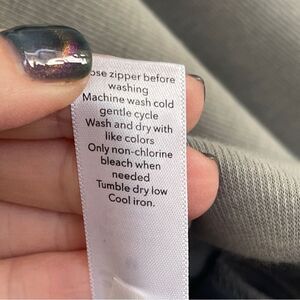 zipper before
washing
Machine wash cold
gentle cycle
Wash and dry with
like colors
Only non-chlorine
bleach when
needed
Tumble dry low
Cool iron.